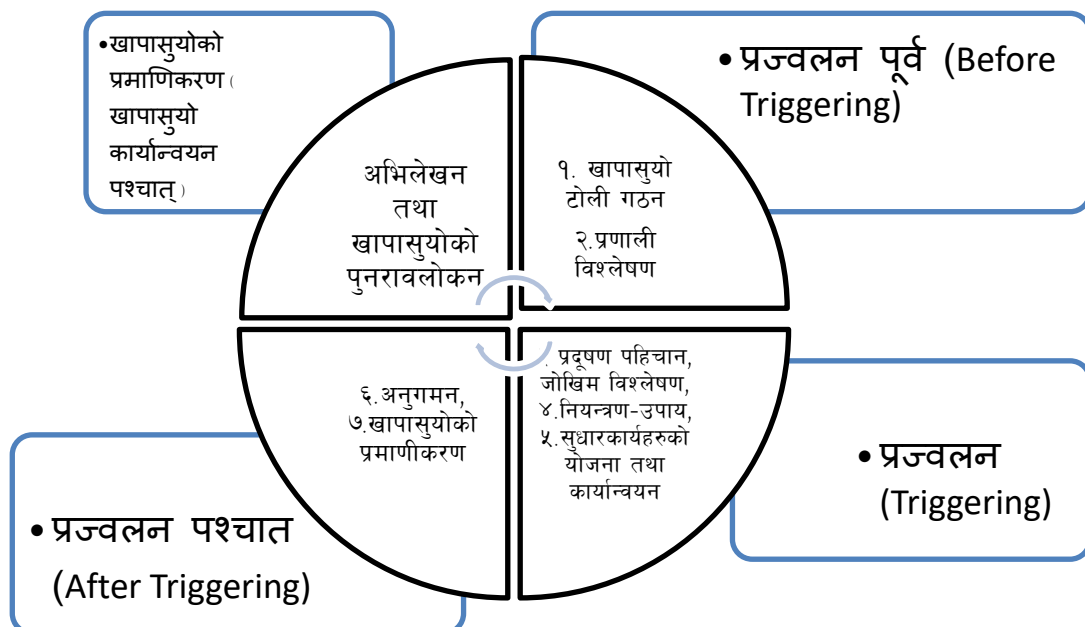 •खापासुयोको
प्रमाणिकरण(
खापासुयो
कार्यान्वयन
पश्चात्)
अभिलेखन
तथा
खापासुयोको
पुनरावलोकन
• प्रज्वलन पूर्व (Before
Triggering)
१. खापासुयो
टोली गठन
२.प्रणाली
विश्लेषण
. प्रदूषण पहिचान,
जोखिम विश्लेषण,
४.नियन्त्रण-उपाय,
५.सुधारकार्यहरुको
योजना तथा
कार्यान्वयन
• प्रज्वलन
(Triggering)
६.अनुगमन,
७.खापासुयोको
प्रमाणीकरण
• प्रज्वलन पश्चात
(After Triggering)